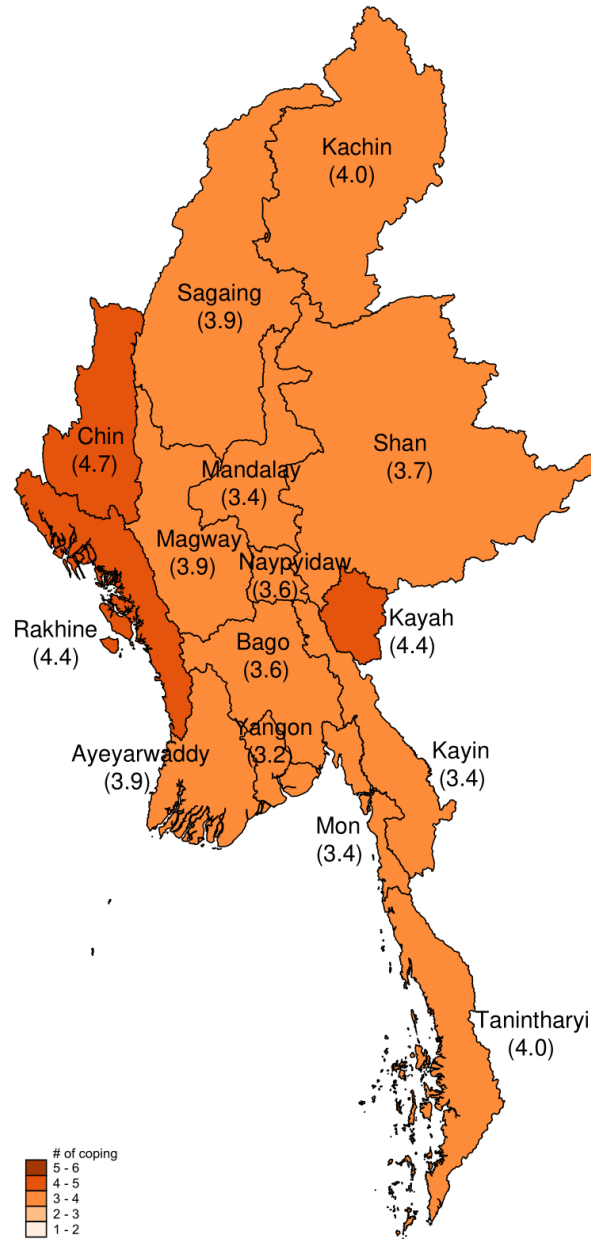 Kachin
(4.0)
Sagaing
(3.9)
Chin
(4.7)
Shan
(3.7)
Mandalay
(3.4)
Magway
(3.9)
Naypyidaw
(3.6)
Kayah
(4.4)
Rakhine
(4.4)
Bago
(3.6)
Yangon
(3.2)
Ayeyarwaddy
(3.9)
Kayin
(3.4)
Mon
(3.4)
Tanintharyi
(4.0)
# of coping
5 - 6
4 - 5
3 - 4
2 - 3
1 - 2